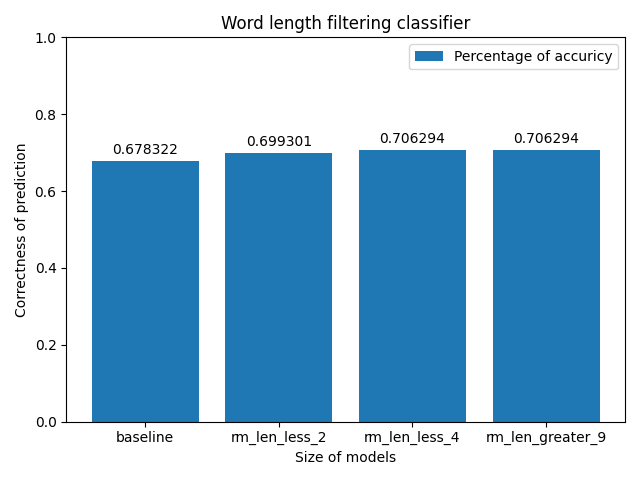 Word length filtering classifier
Percentage of accuricy
1.0
0.8
0.6
0.4
0.2
0.0
Correctness of prediction
0.678322
0.699301
0.706294
0.706294
baseline
rm_len_less_2
rm_len_less_4
rm_len_greater_9
Size of models